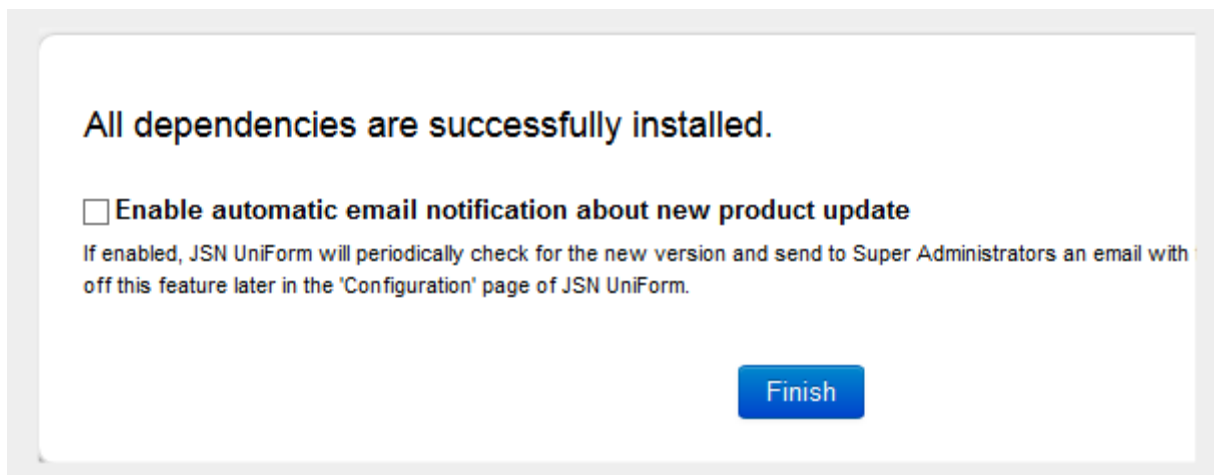 All dependencies are successfully installed.
Enable automatic email notification about new product update
If enabled, JSN UniForm will periodically check for the new version and send to Super Administrators an email with
off this feature later in the 'Configuration' page of JSN UniForm.
Finish